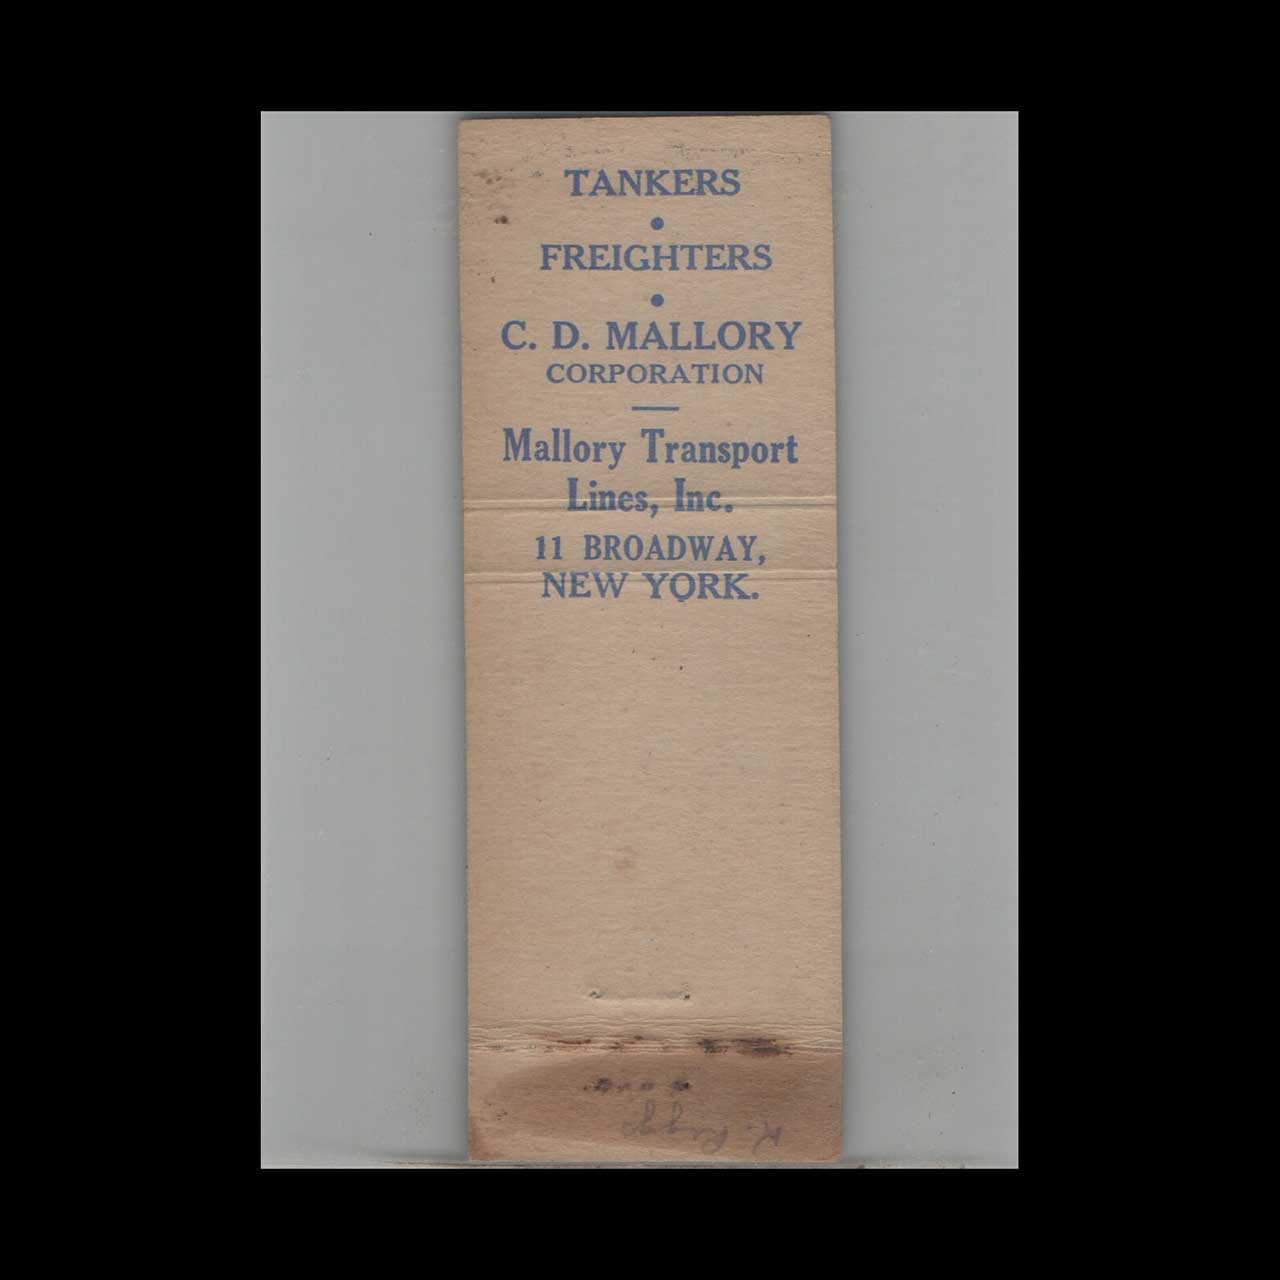 TANKERS
•
FREIGHTERS
•
C. D. MALLORY
CORPORATION
Mallory Transport
Lines, Inc.
11 BROADWAY,
NEW YORK.